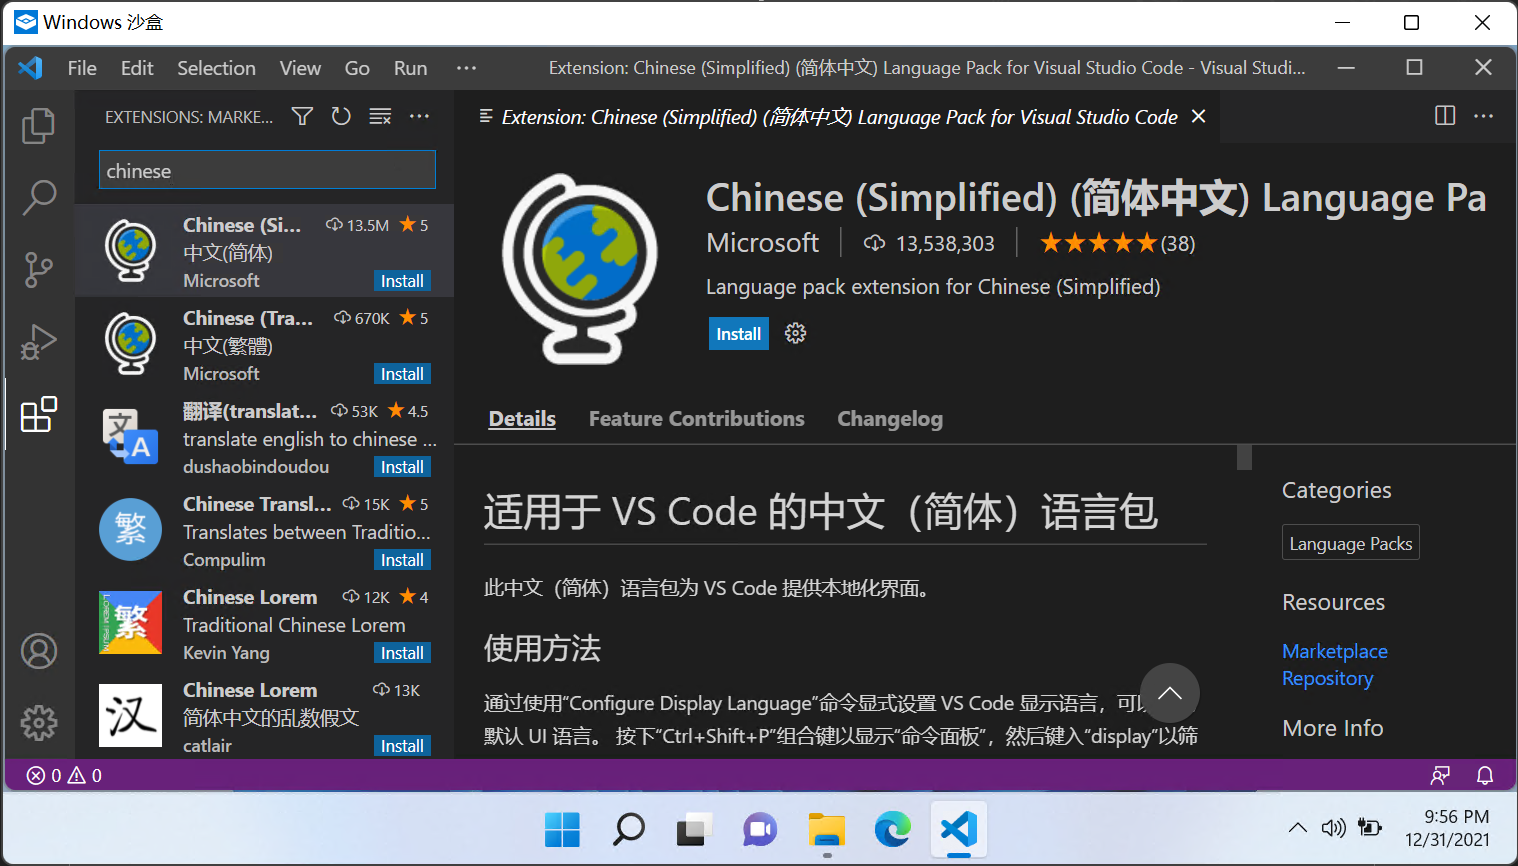 Windows 沙盒
File Edit Selection View Go Run ···
Extension: Chinese (Simplified) (简体中文) Language Pack for Visual Studio Code - Visual Studi...
EXTENSIONS: MARKE...
chinese
Chinese (Si... 13.5M 5
中文(简体)
Microsoft Install
Chinese (Tra... 670K 5
中文(繁體)
Microsoft Install
文 A
翻译(translat... 53K 4.5
translate english to chinese ...
dushaobindoudou Install
繁
Chinese Transl... 15K 5
Translates between Traditio...
Compulim Install
LOREM IPSUM
繁
Chinese Lorem 12K 4
Traditional Chinese Lorem
Kevin Yang Install
汉
Chinese Lorem 13K
简体中文的乱数假文
catlair Install
Extension: Chinese (Simplified) (简体中文) Language Pack for Visual Studio Code
Chinese (Simplified) (简体中文) Language Pa
Microsoft 13,538,303 ★★★★★(38)
Language pack extension for Chinese (Simplified)
Install
Details Feature Contributions Changelog
适用于 VS Code 的中文（简体）语言包
此中文（简体）语言包为 VS Code 提供本地化界面。
使用方法
通过使用“Configure Display Language”命令显式设置 VS Code 显示语言，可
默认 UI 语言。 按下“Ctrl+Shift+P”组合键以显示“命令面板”，然后键入“display”以筛
Categories
Language Packs
Resources
Marketplace
Repository
More Info
0 0
9:56 PM
12/31/2021